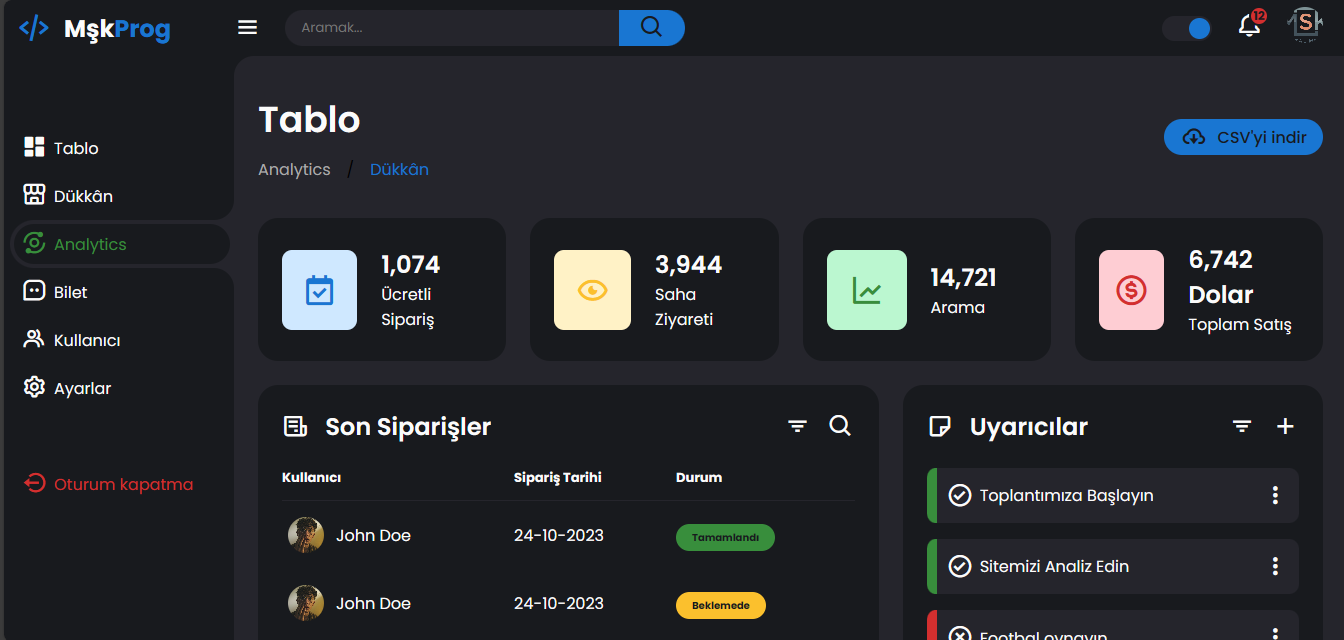 </> MşkProg
Aramak...
12
S
Tablo
Dükkân
Analytics
Bilet
Kullanıcı
Ayarlar
Oturum kapatma
Tablo
Analytics / Dükkân
CSV'yi indir
1,074
Ücretli
Sipariş
3,944
Saha
Ziyareti
14,721
Arama
6,742
Dolar
Toplam Satış
Son Siparişler
Kullanıcı Sipariş Tarihi Durum
John Doe 24-10-2023 Tamamlandı
John Doe 24-10-2023 Beklemede
Uyarıcılar
Toplantımıza Başlayın
Sitemizi Analiz Edin
Footbal oynayın